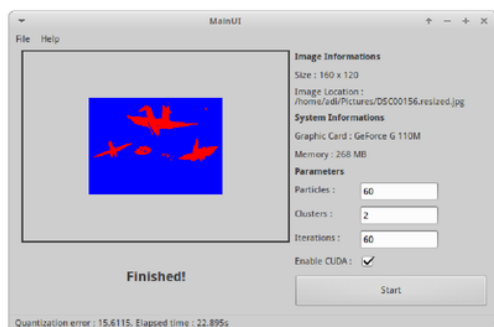 MainUI
File Help
Image Informations
Size : 160 x 120
Image Location :
/home/adi/Pictures/DSC00156.resized.jpg
System Informations
Graphic Card : GeForce G 110M
Memory : 268 MB
Parameters
Particles : 60
Clusters : 2
Iterations : 60
Enable CUDA :
Finished!
Start
Quantization error : 15.6115, Elapsed time : 22.895s